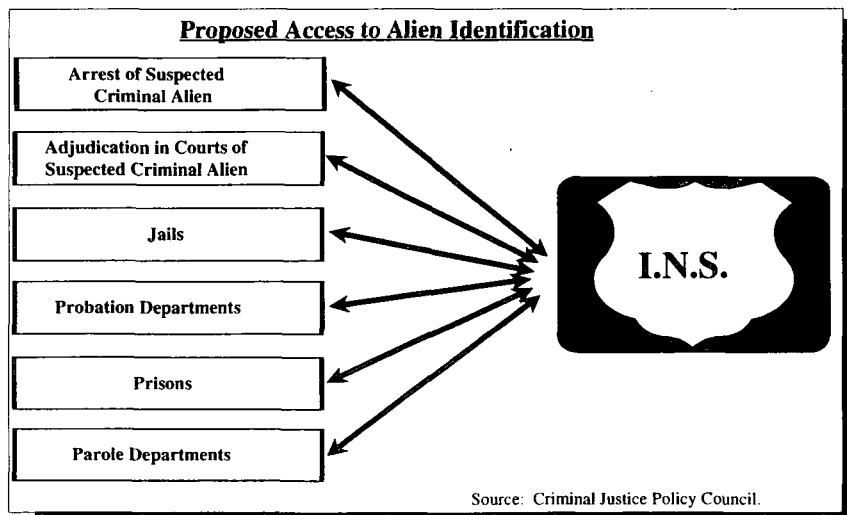 Proposed Access to Alien Identification
Arrest of Suspected
Criminal Alien
Adjudication in Courts of
Suspected Criminal Alien
Jails
Probation Departments
Prisons
Parole Departments
I.N.S.
Source: Criminal Justice Policy Council.